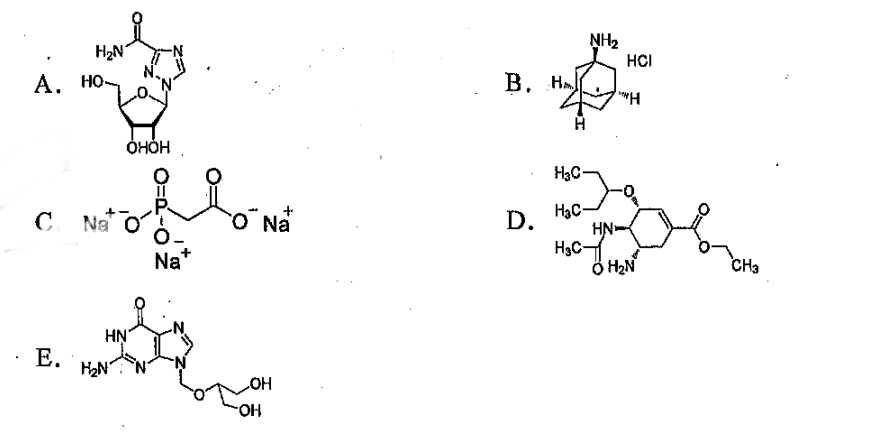 A.
O
H₂N
N
N
N
HO
O
OHOH
B.
NH₂
HCl
H
H
H
C.
O
O
P
Na⁺ ⁻O
O⁻ Na⁺
O⁻
Na⁺
D.
H₃C
O
H₃C
HN
O
O
H₃C
O
H₂N
CH₃
E.
O
HN
N
H₂N
N
N
O
OH
OH